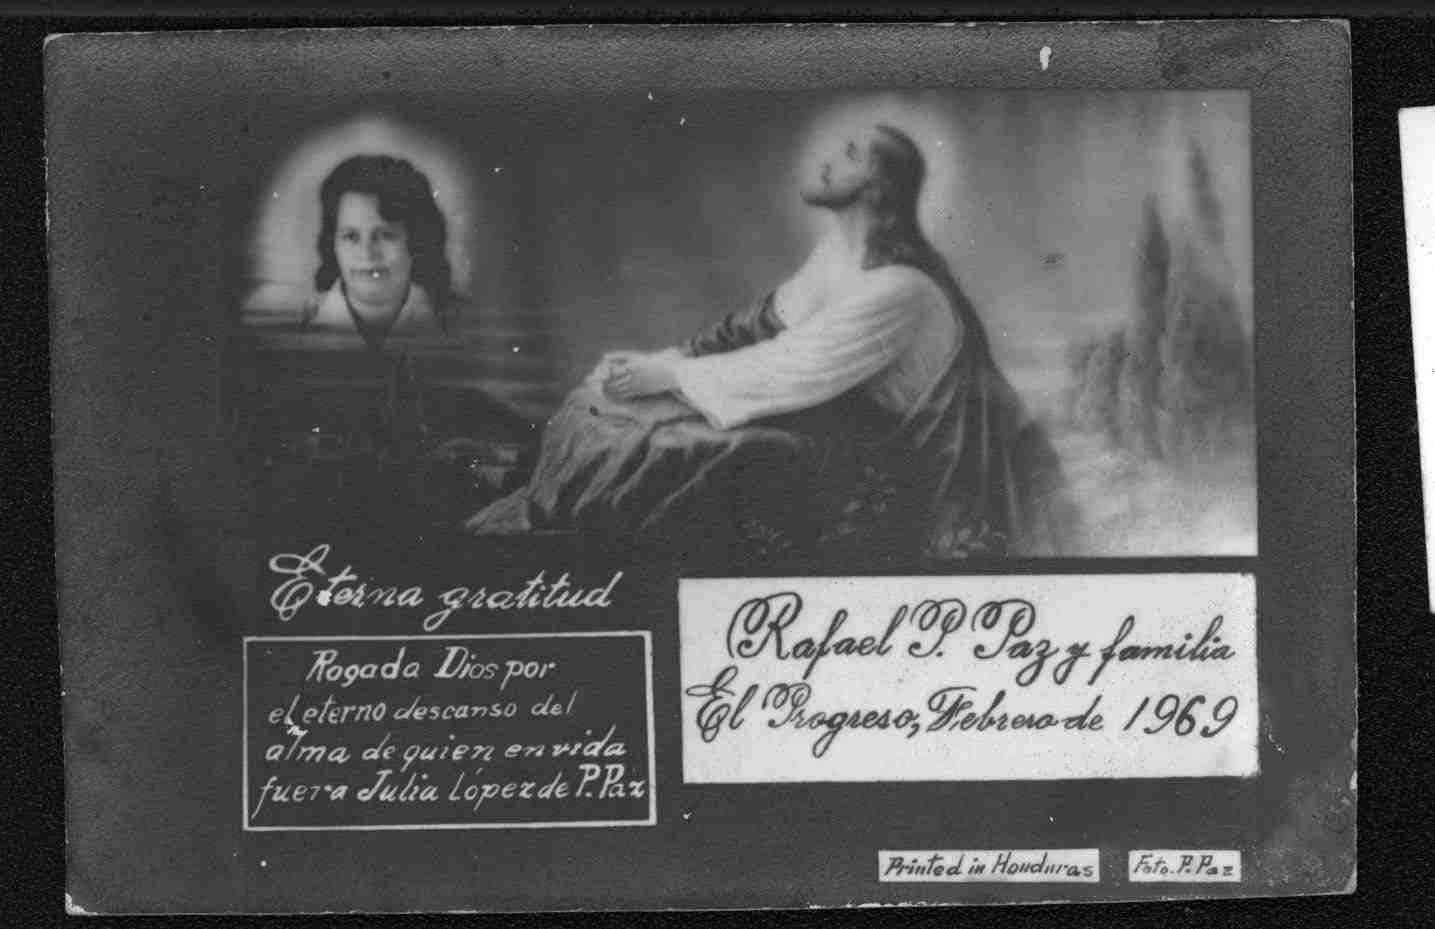 Eterna gratitud
Rogada Dios por
el eterno descanso del
alma de quien en vida
fuera Julia López de P. Paz
Rafael P. Paz y familia
El Progreso, Febrero de 1969
Printed in Honduras
Foto. P. Paz